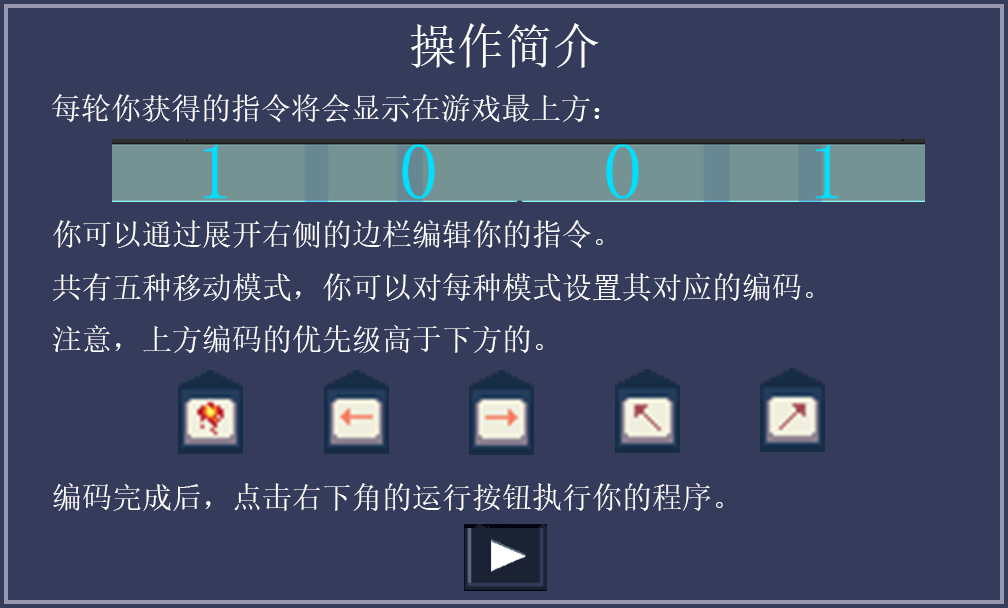 操作简介
每轮你获得的指令将会显示在游戏最上方：
1 0 0 1
你可以通过展开右侧的边栏编辑你的指令。
共有五种移动模式，你可以对每种模式设置其对应的编码。
注意，上方编码的优先级高于下方的。
编码完成后，点击右下角的运行按钮执行你的程序。